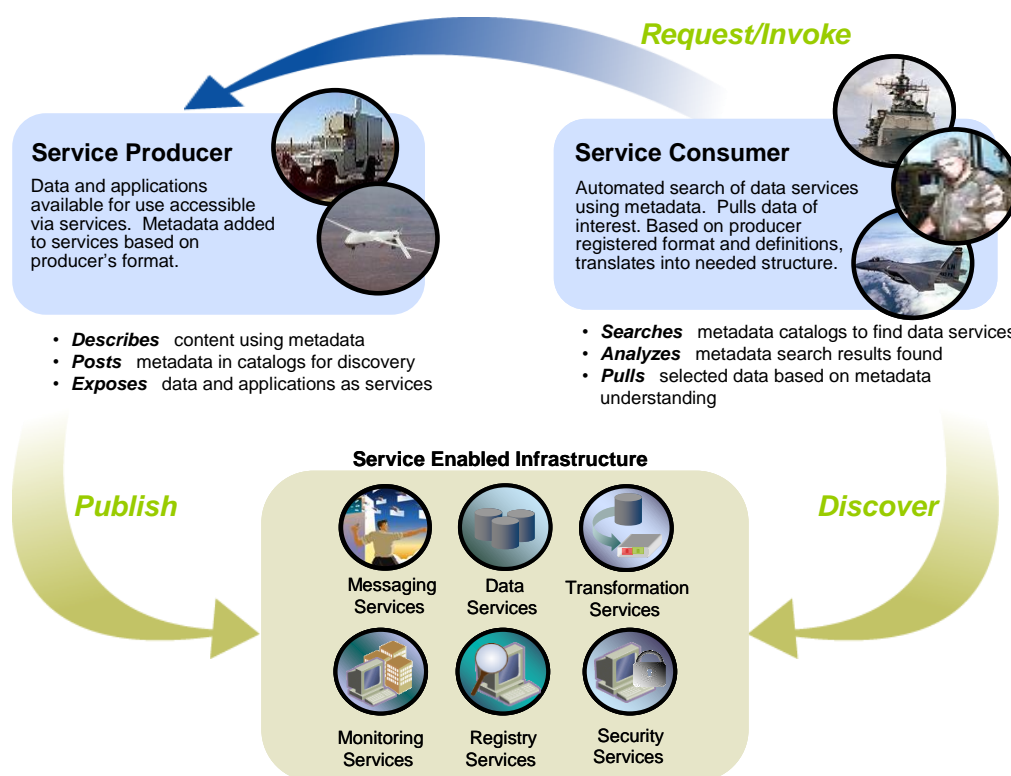 Request/Invoke
Service Producer
Data and applications
available for use accessible
via services. Metadata added
to services based on
producer's format.
Service Consumer
Automated search of data services
using metadata. Pulls data of
interest. Based on producer
registered format and definitions,
translates into needed structure.
• Describes content using metadata
• Posts metadata in catalogs for discovery
• Exposes data and applications as services
• Searches metadata catalogs to find data services
• Analyzes metadata search results found
• Pulls selected data based on metadata
understanding
Publish
Discover
Service Enabled Infrastructure
Messaging
Services
Data
Services
Transformation
Services
Monitoring
Services
Registry
Services
Security
Services